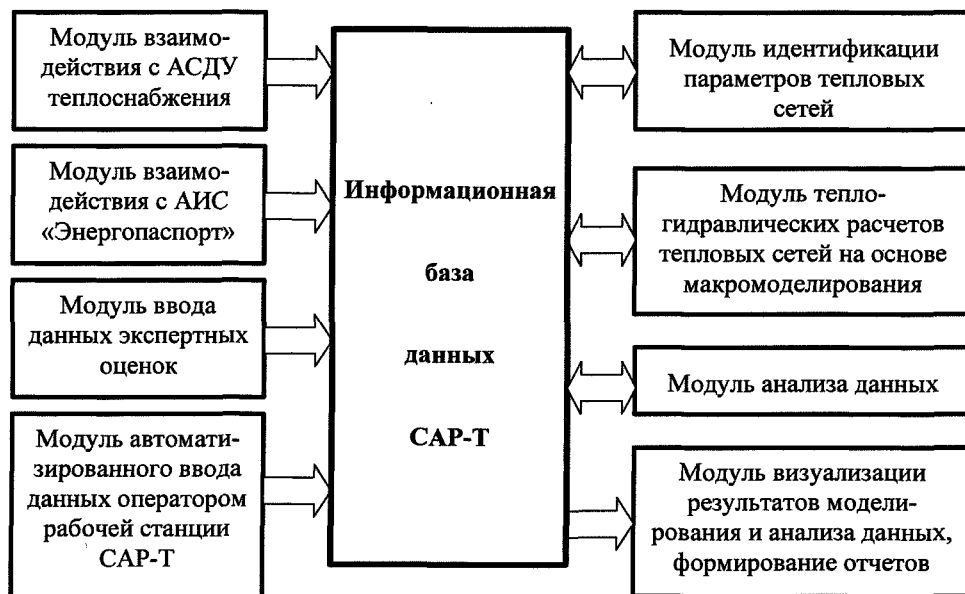 Модуль взаимо-
действия с АСДУ
теплоснабжения
Модуль взаимо-
действия с АИС
«Энергопаспорт»
Модуль ввода
данных экспертных
оценок
Модуль автомати-
зированного ввода
данных оператором
рабочей станции
САР-Т
Информационная
база
данных
САР-Т
Модуль идентификации
параметров тепловых
сетей
Модуль тепло-
гидравлических расчетов
тепловых сетей на основе
макромоделирования
Модуль анализа данных
Модуль визуализации
результатов модели-
рования и анализа данных,
формирование отчетов